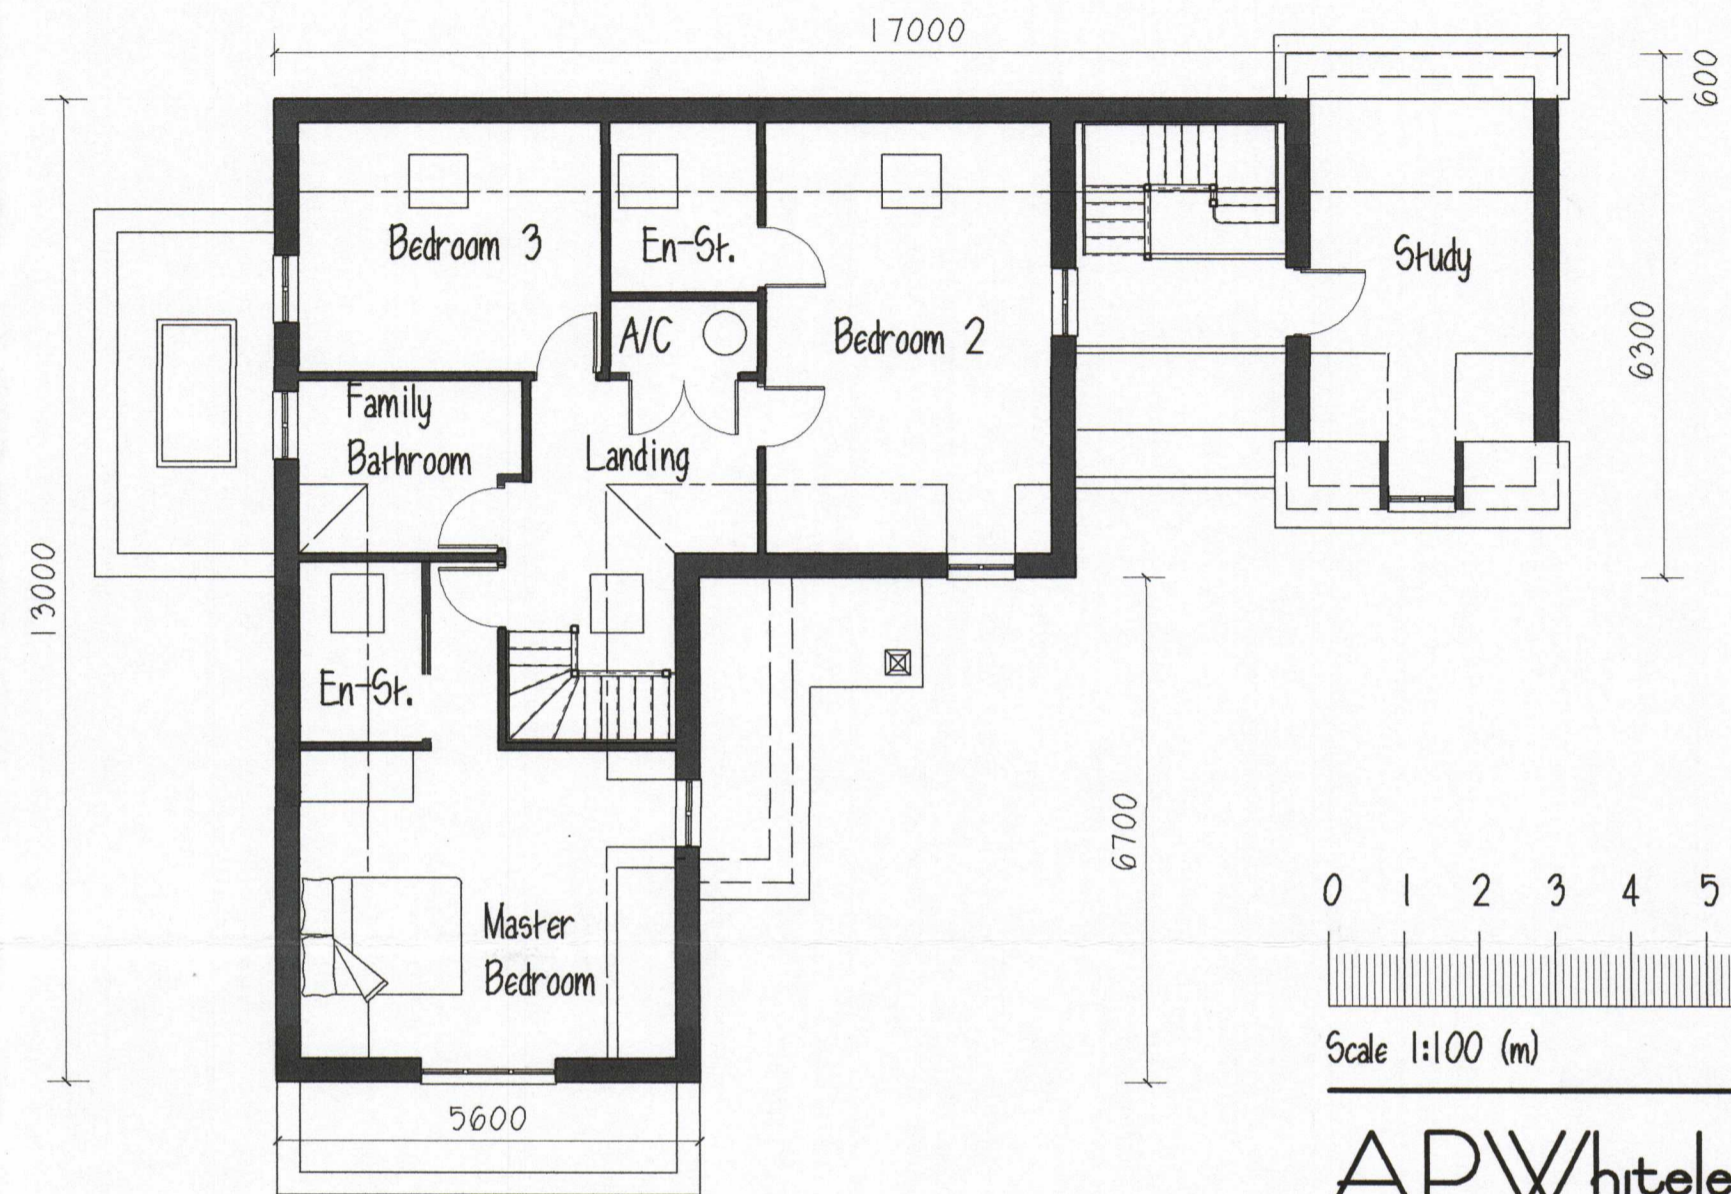 17000
600
Bedroom 3
En-St.
Study
A/C
Bedroom 2
6300
Family
Bathroom
Landing
13000
En-St.
6700
Master
Bedroom
0 1 2 3 4 5
Scale 1:100 (m)
5600
APWhitele